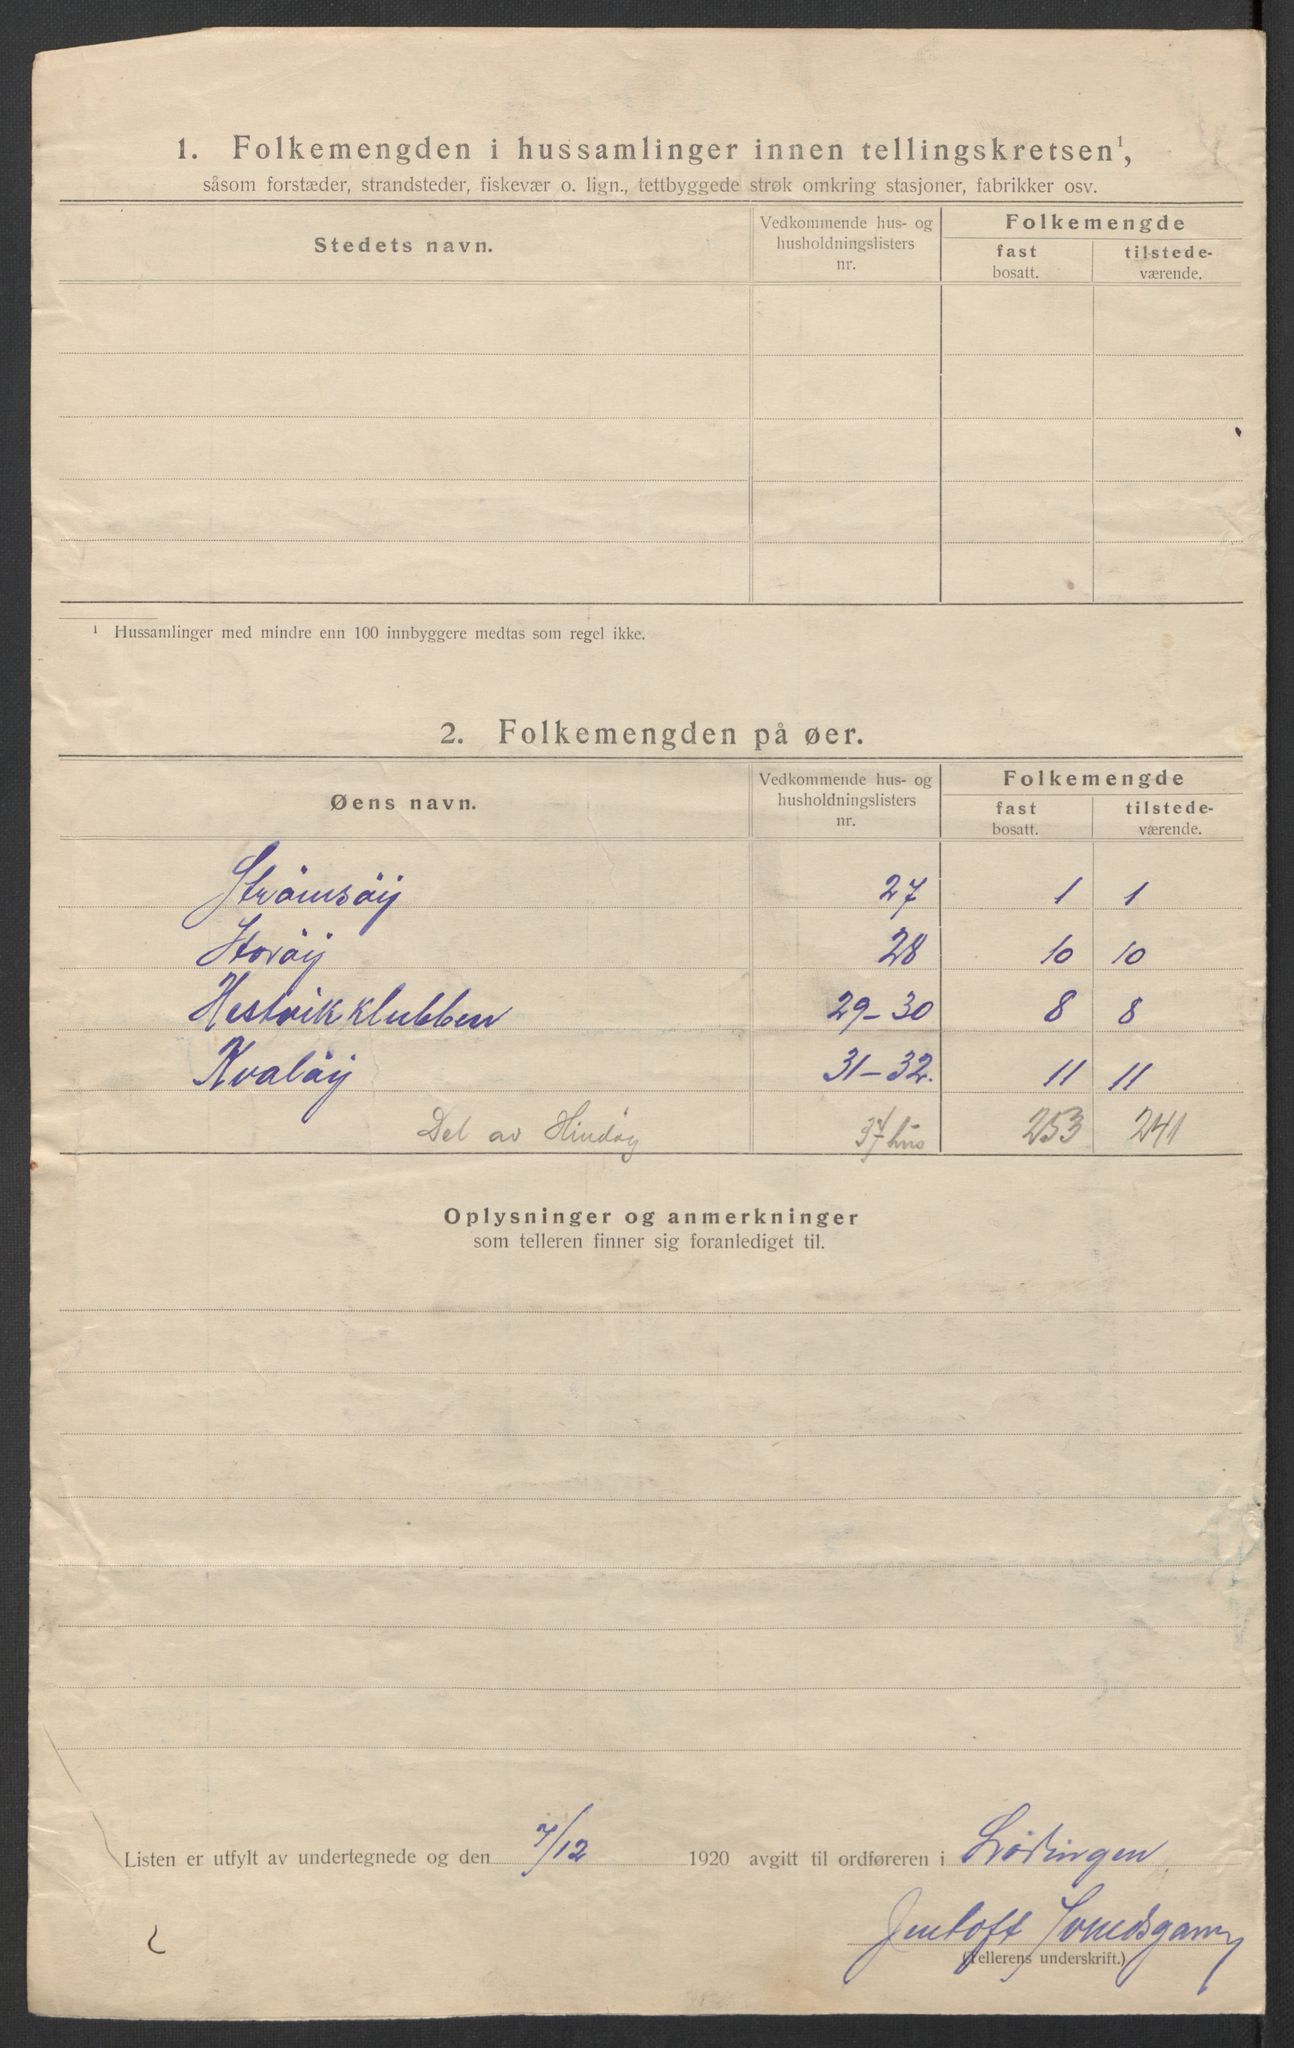 1. Folkemengden i hussamlinger innen tellingskretsen¹,
såsom forstæder, strandsteder, fiskevær o. lign., tettbyggede strøk omkring stasjoner, fabrikker osv.
Stedets navn.
Vedkommende hus- og
husholdningslisters
nr.
Folkemengde
fast
bosatt.
tilstede-
værende.
¹ Hussamlinger med mindre enn 100 innbyggere medtas som regel ikke.
2. Folkemengden på øer.
Øens navn.
Vedkommende hus- og
husholdningslisters
nr.
Folkemengde
fast
bosatt.
tilstede-
værende.
Strömsöy 27 1 1
Storöy 28 10 10
Hestvikklubben 29-30 8 8
Kvalöy 31-32. 11 11
Del av Hindöy hus 253 241
Oplysninger og anmerkninger
som telleren finner sig foranlediget til.
Listen er utfylt av undertegnede og den 7/12 1920 avgitt til ordføreren i Lödingen
Jentoft
(Tellerens underskrift.)